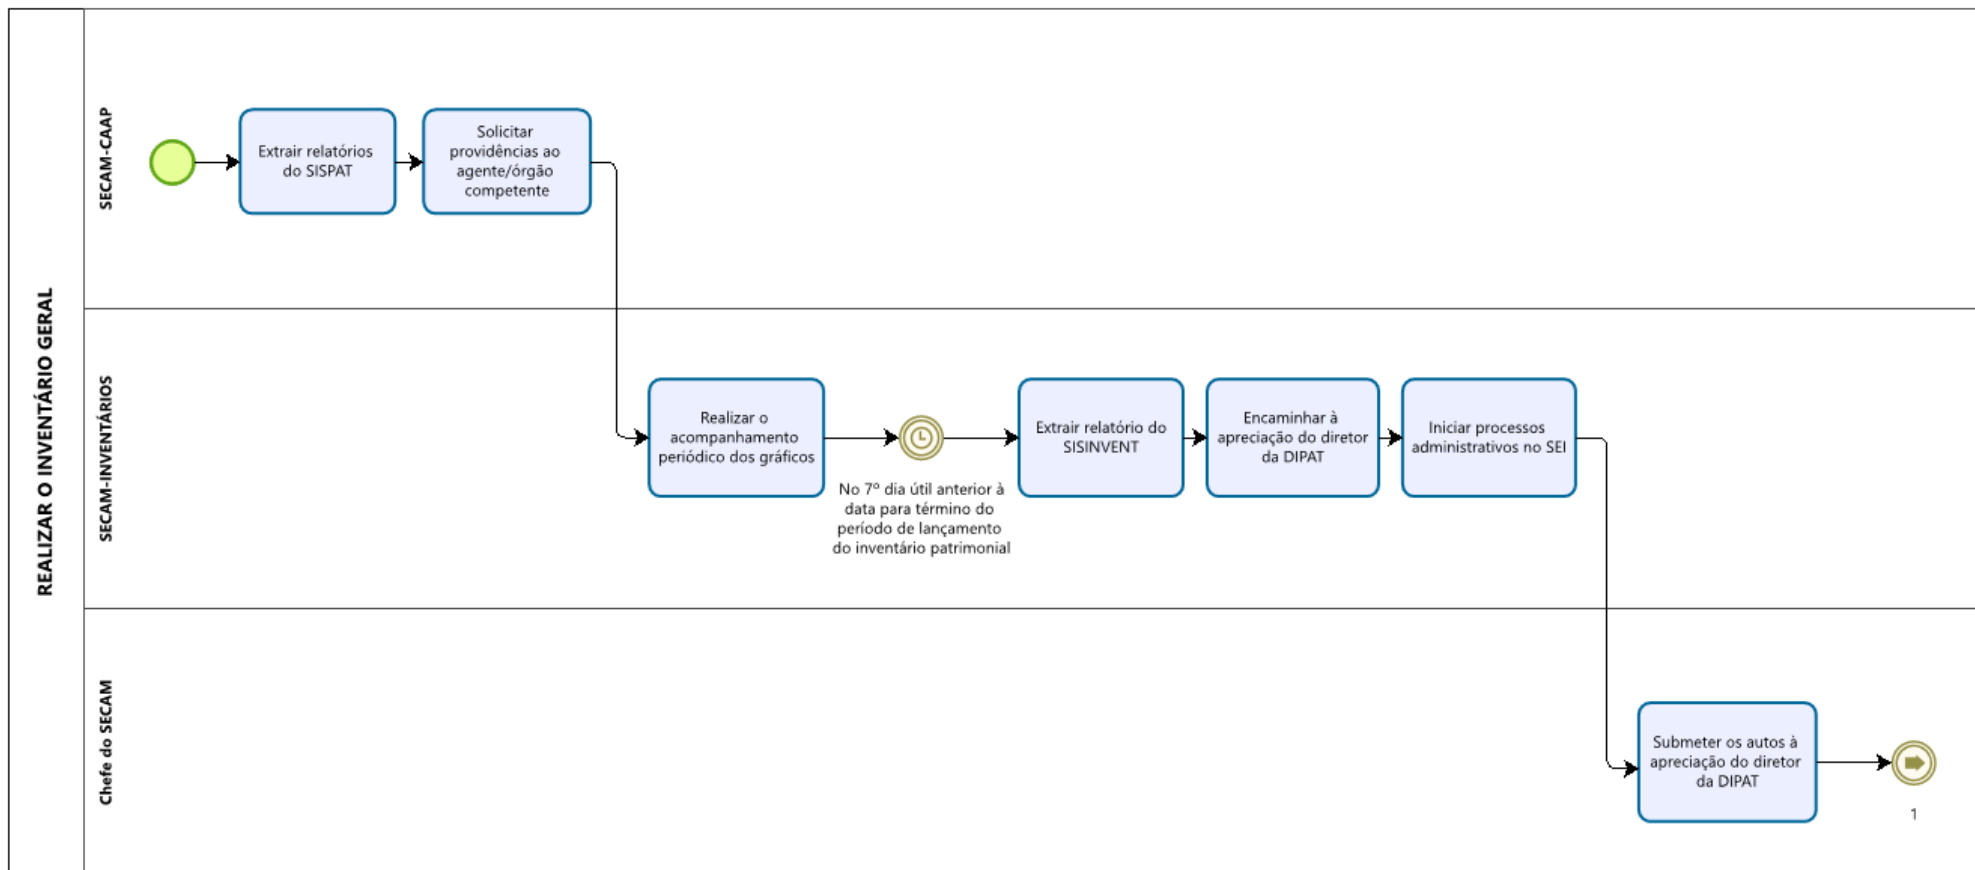 REALIZAR O INVENTÁRIO GERAL
SECAM-CAAP
Extrair relatórios
do SISPAT
Solicitar
providências ao
agente/órgão
competente
SECAM-INVENTÁRIOS
Realizar o
acompanhamento
periódico dos gráficos
No 7º dia útil anterior à
data para término do
período de lançamento
do inventário patrimonial
Extrair relatório do
SISINVENT
Encaminhar à
apreciação do diretor
da DIPAT
Iniciar processos
administrativos no SEI
Chefe do SECAM
Submeter os autos à
apreciação do diretor
da DIPAT
1